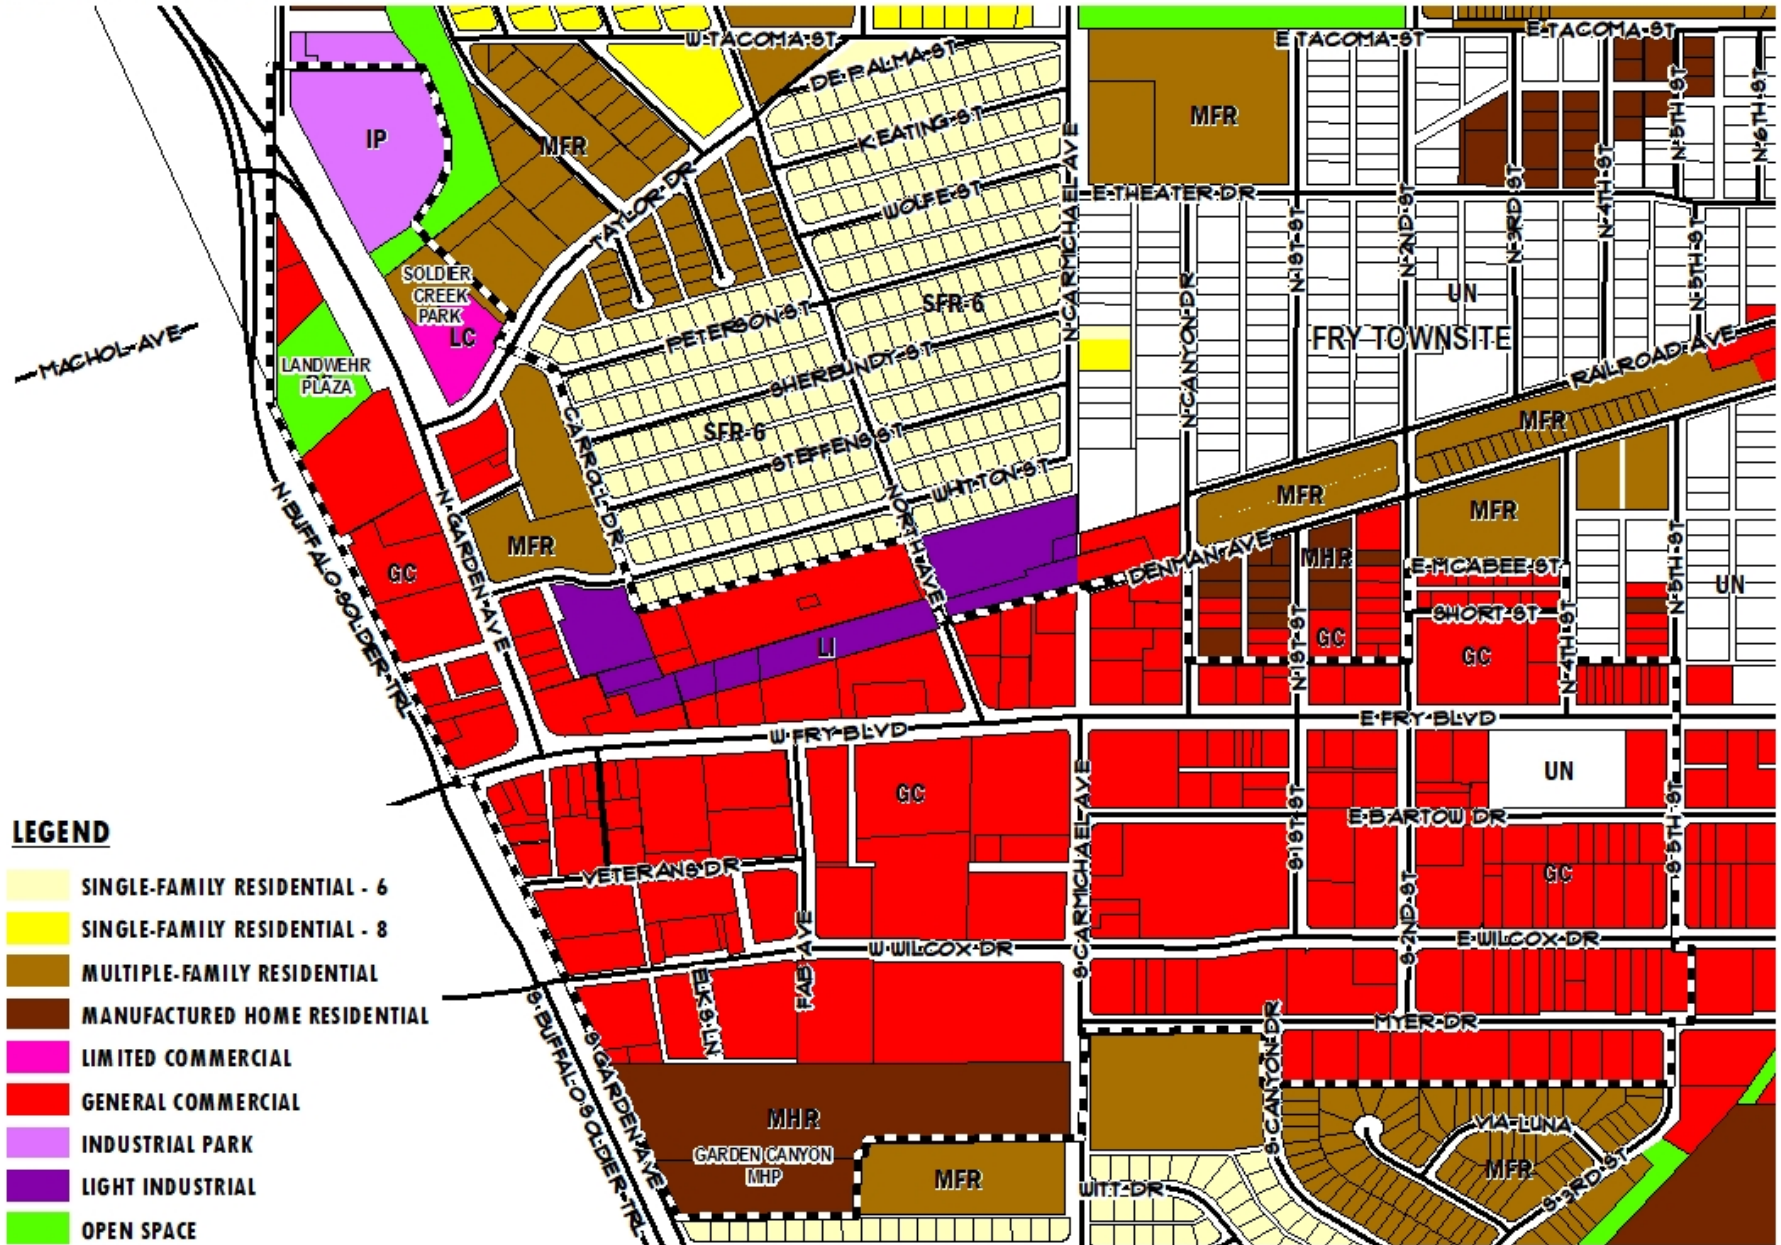 W TACOMA ST
E TACOMA ST
E TACOMA ST
DE PALMA ST
KEATING ST
WOLFE ST
N CARMICHAEL AVE
MFR
N 5TH ST
N 6TH ST
IP
MFR
TAYLOR DR
E THEATER DR
N 3RD ST
N 4TH ST
N 1ST ST
N 2ND ST
N 5TH ST
SOLDIER
CREEK
PARK
LC
PETERSON ST
SFR-6
UN
FRY TOWNSITE
N CANYON DR
RAILROAD AVE
MACHOL AVE
LANDWEHR
PLAZA
SHERBUNDY ST
CARROL DR
SFR-6
STEFFENS ST
MFR
WHITTON ST
NORTH AVE
MFR
MFR
N BUFFALO SOLDIER TRL
N GARDEN AVE
MFR
GC
DENMAN AVE
MHR
E MCABEE ST
N 5TH ST
UN
SHORT ST
N 4TH ST
N 1ST ST
GC
GC
LI
W FRY BLVD
E FRY BLVD
GC
S CARMICHAEL AVE
S 1ST ST
UN
S 5TH ST
E BARTOW DR
VETERANS DR
GC
S 2ND ST
FAB AVE
W WILCOX DR
E WILCOX DR
ELKS LN
S BUFFALO SOLDIER TRL
S GARDEN AVE
MYER DR
S CANYON DR
MHR
GARDEN CANYON
MHP
MFR
WITT DR
VIA LUNA
MFR
S 3RD ST
LEGEND
SINGLE-FAMILY RESIDENTIAL - 6
SINGLE-FAMILY RESIDENTIAL - 8
MULTIPLE-FAMILY RESIDENTIAL
MANUFACTURED HOME RESIDENTIAL
LIMITED COMMERCIAL
GENERAL COMMERCIAL
INDUSTRIAL PARK
LIGHT INDUSTRIAL
OPEN SPACE